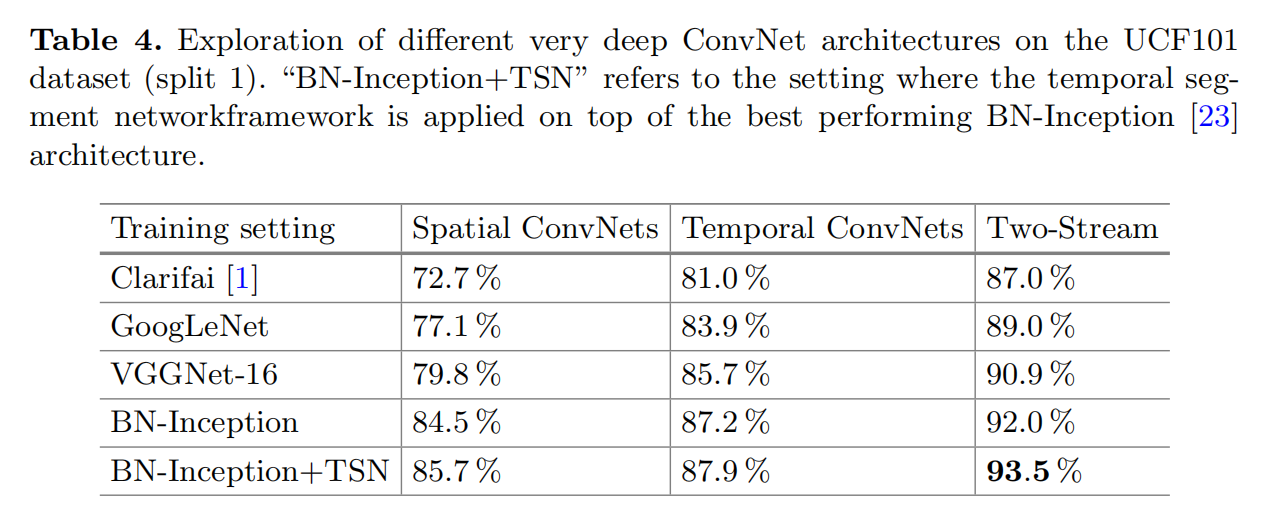 Table 4. Exploration of different very deep ConvNet architectures on the UCF101
dataset (split 1). “BN-Inception+TSN” refers to the setting where the temporal seg-
ment networkframework is applied on top of the best performing BN-Inception [23]
architecture.
Training setting Spatial ConvNets Temporal ConvNets Two-Stream
Clarifai [1] 72.7 % 81.0 % 87.0 %
GoogLeNet 77.1 % 83.9 % 89.0 %
VGGNet-16 79.8 % 85.7 % 90.9 %
BN-Inception 84.5 % 87.2 % 92.0 %
BN-Inception+TSN 85.7 % 87.9 % 93.5 %